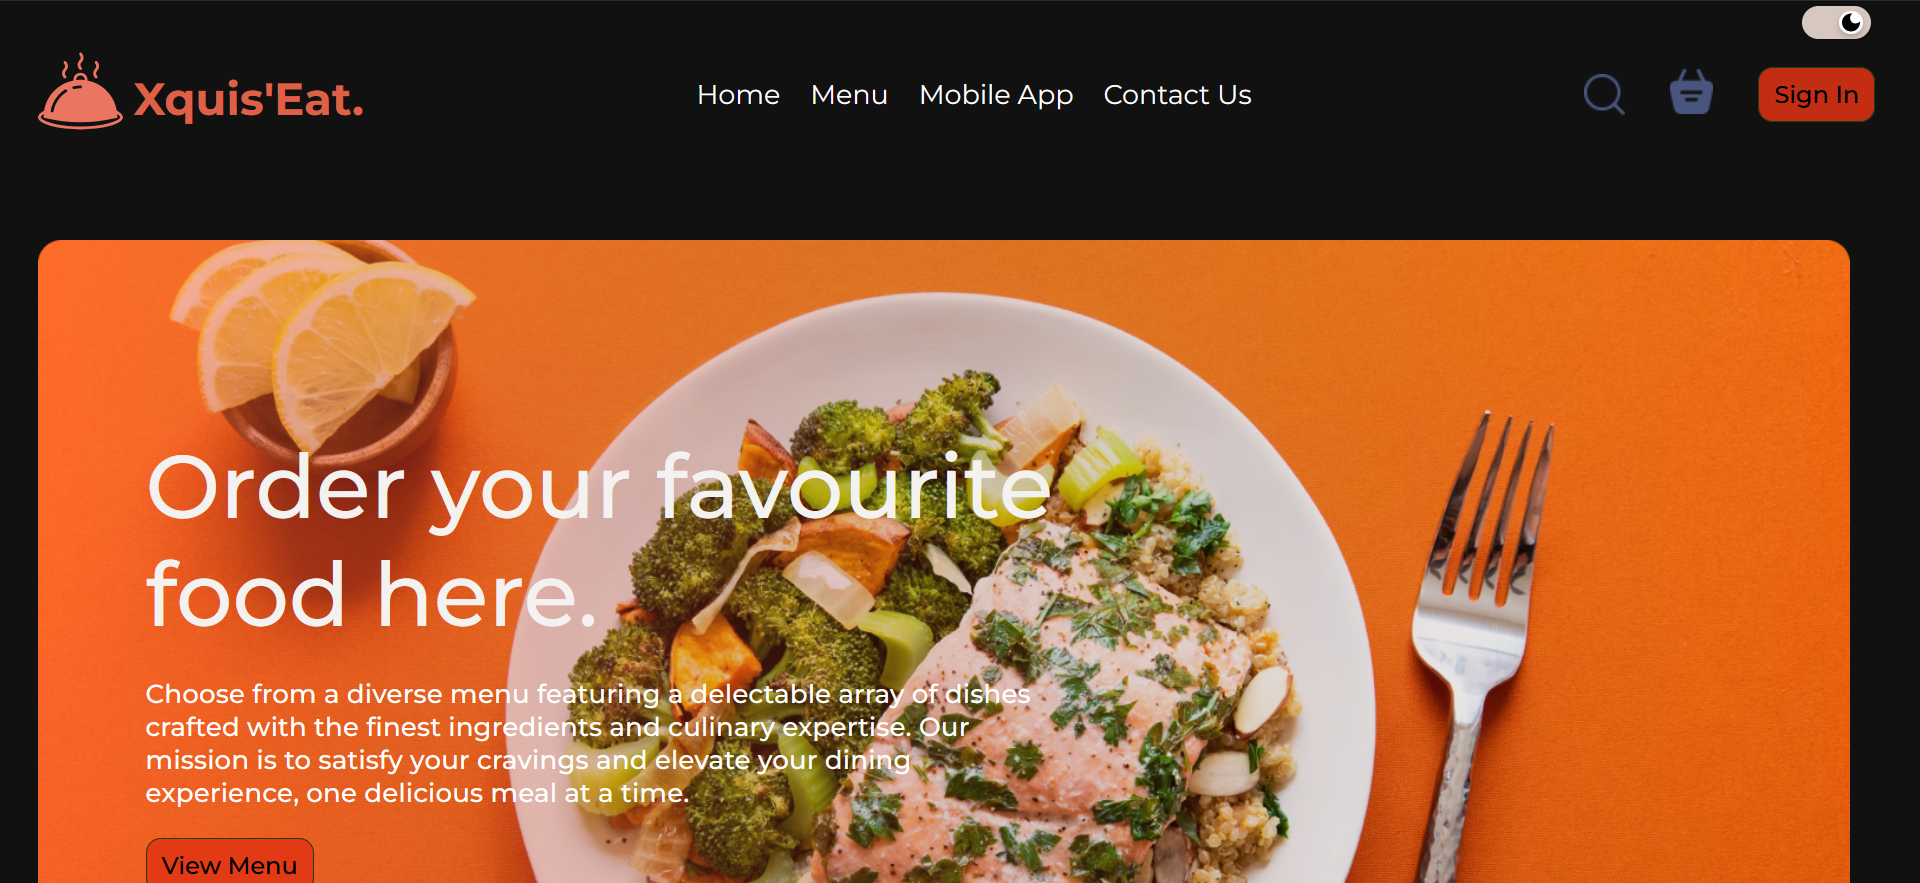 Xquis'Eat.
Home
Menu
Mobile App
Contact Us
Sign In
Order your favourite
food here.
Choose from a diverse menu featuring a delectable array of dishes
crafted with the finest ingredients and culinary expertise. Our
mission is to satisfy your cravings and elevate your dining
experience, one delicious meal at a time.
View Menu